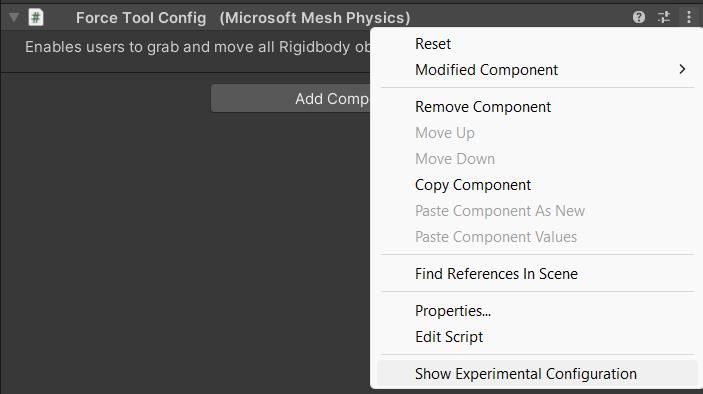 Force Tool Config (Microsoft Mesh Physics)
Enables users to grab and move all Rigidbody
Add
Reset
Modified Component
Remove Component
Move Up
Move Down
Copy Component
Paste Component As New
Paste Component Values
Find References In Scene
Properties...
Edit Script
Show Experimental Configuration